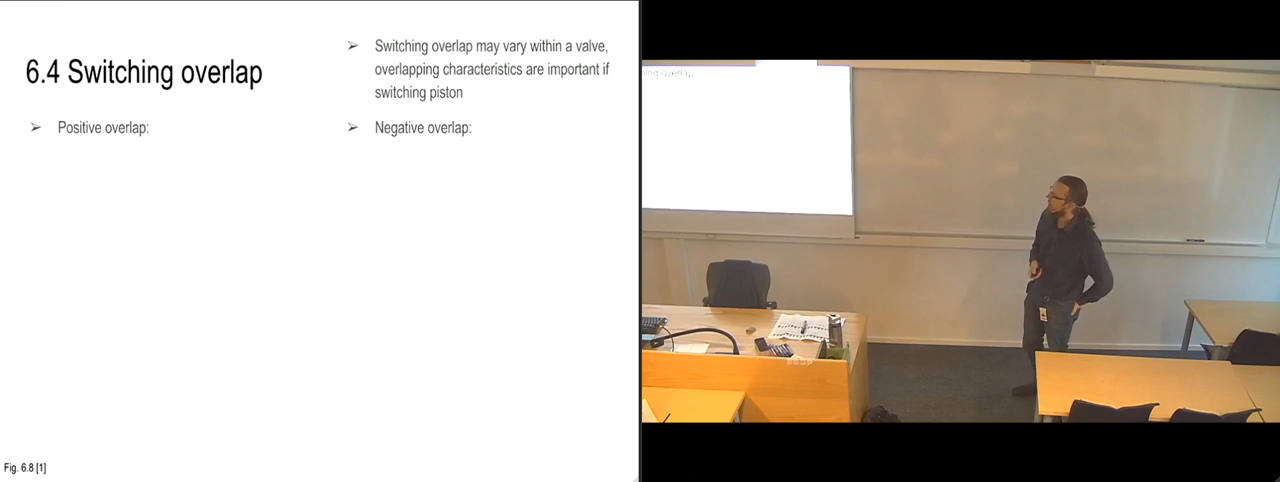 6.4 Switching overlap
➢ Switching overlap may vary within a valve,
overlapping characteristics are important if
switching piston
➢ Positive overlap:
➢ Negative overlap:
Fig. 6.8 [1]
overlap